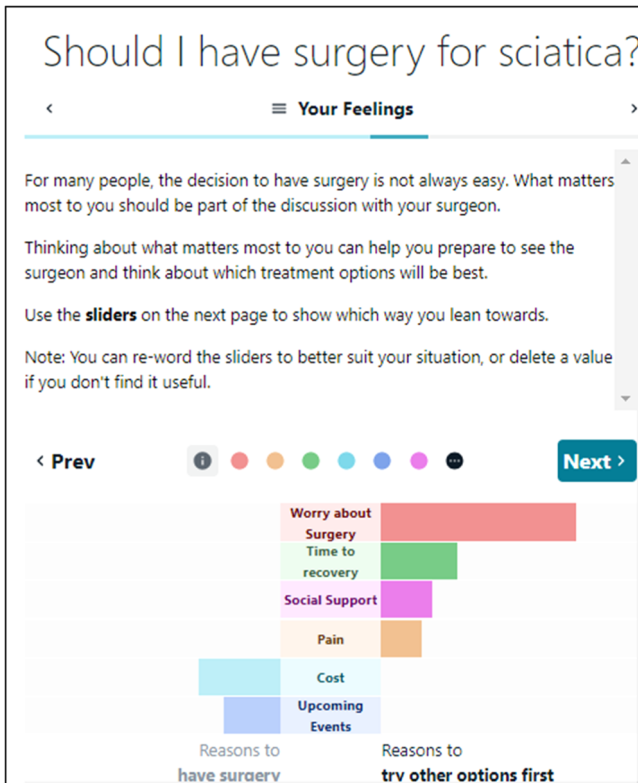 Should I have surgery for sciatica?
Your Feelings
For many people, the decision to have surgery is not always easy. What matters
most to you should be part of the discussion with your surgeon.
Thinking about what matters most to you can help you prepare to see the
surgeon and think about which treatment options will be best.
Use the sliders on the next page to show which way you lean towards.
Note: You can re-word the sliders to better suit your situation, or delete a value
if you don't find it useful.
< Prev
Next >
Worry about
Surgery
Time to
recovery
Social Support
Pain
Cost
Upcoming
Events
Reasons to
have surgery
Reasons to
try other options first